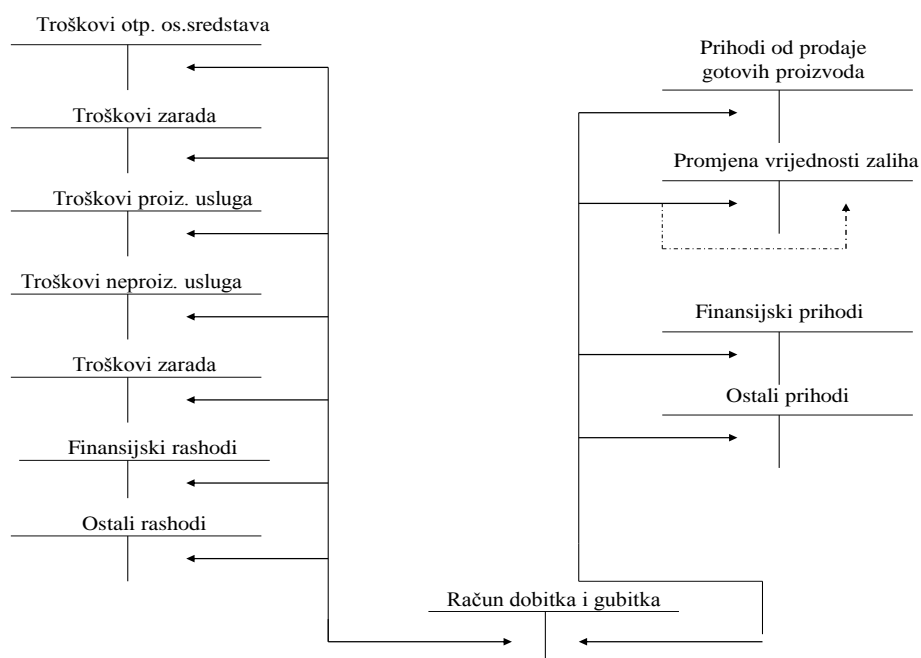 Troškovi otp. os.sredstava
Troškovi zarada
Troškovi proiz. usluga
Troškovi neproiz. usluga
Troškovi zarada
Finansijski rashodi
Ostali rashodi
Prihodi od prodaje
gotovih proizvoda
Promjena vrijednosti zaliha
Finansijski prihodi
Ostali prihodi
Račun dobitka i gubitka